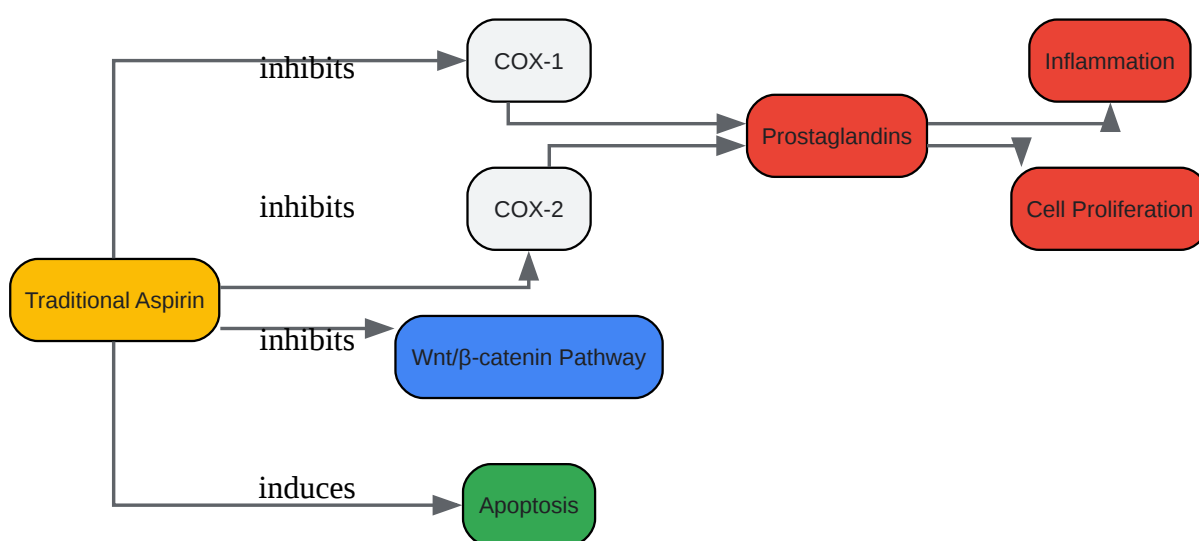 inhibits
COX-1
Inflammation
Prostaglandins
inhibits
COX-2
Cell Proliferation
Traditional Aspirin
inhibits
Wnt/β-catenin Pathway
induces
Apoptosis